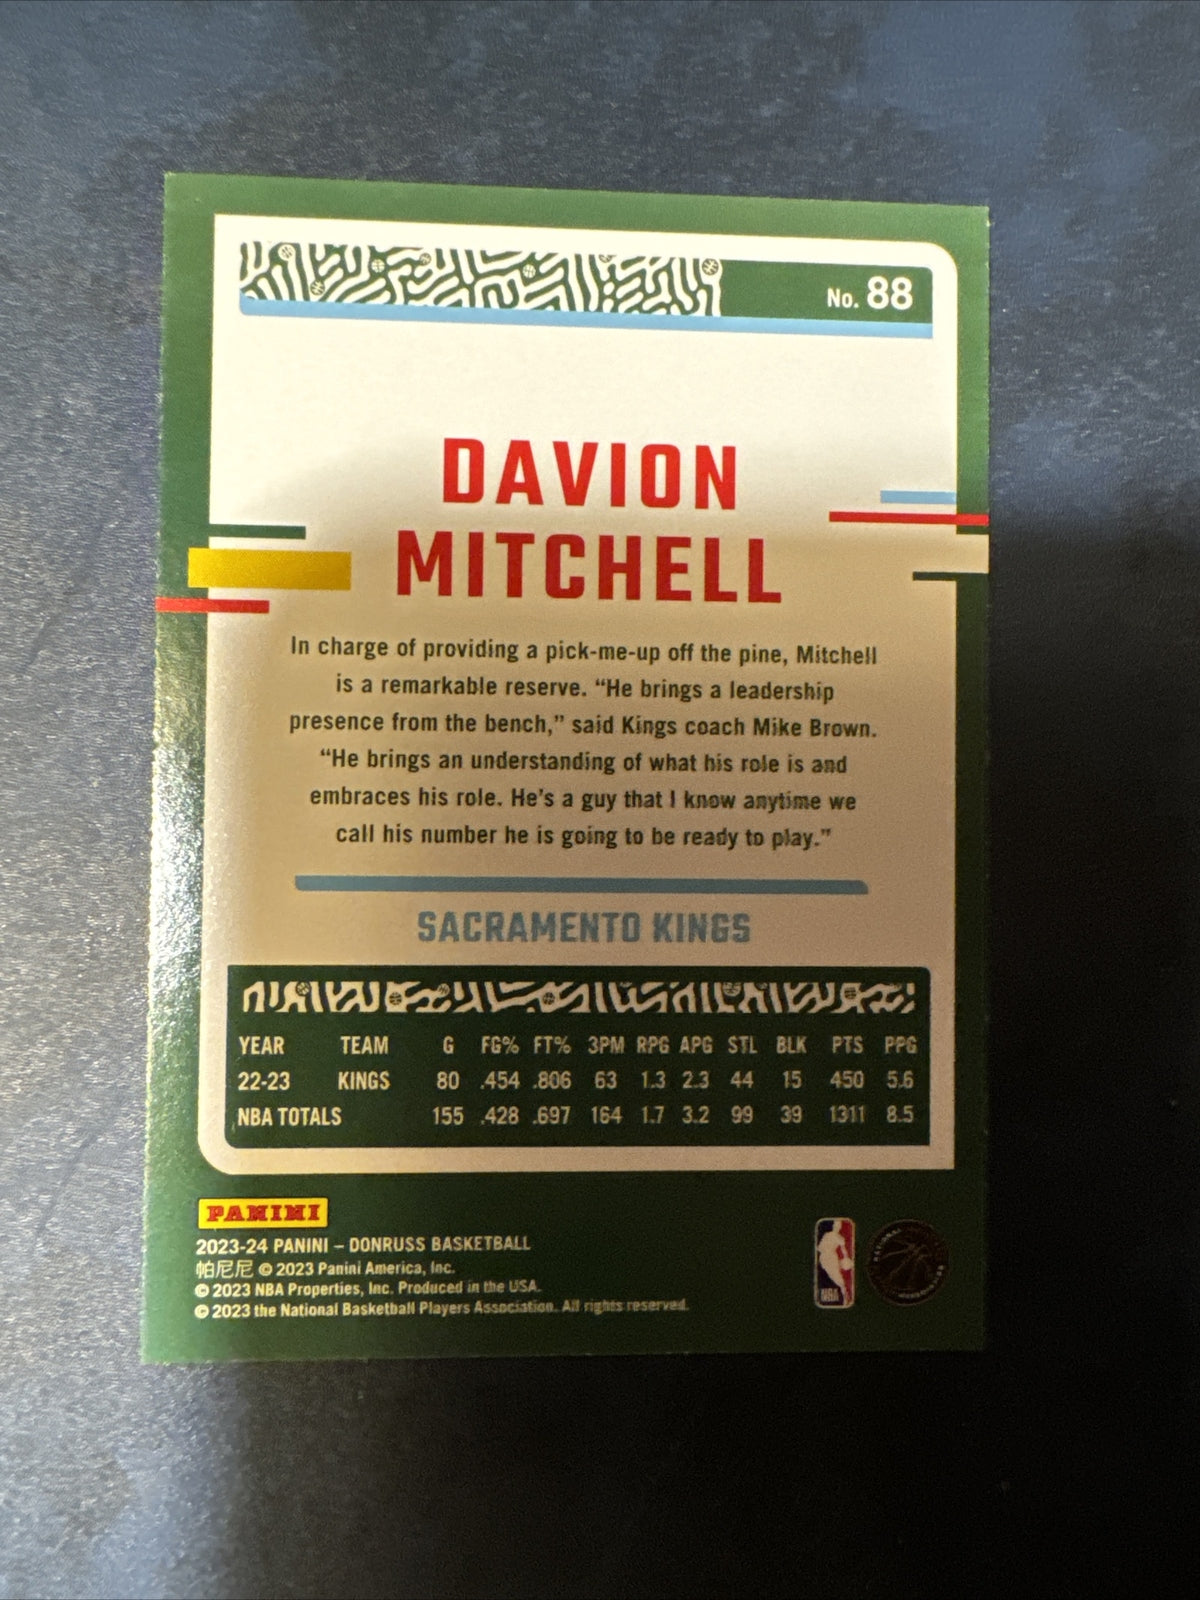 No. 88
DAVION
MITCHELL
In charge of providing a pick-me-up off the pine, Mitchell
is a remarkable reserve. “He brings a leadership
presence from the bench,” said Kings coach Mike Brown.
“He brings an understanding of what his role is and
embraces his role. He's a guy that I know anytime we
call his number he is going to be ready to play.”
SACRAMENTO KINGS
YEAR TEAM G FG% FT% 3PM RPG APG STL BLK PTS PPG
22-23 KINGS 80 .454 .806 63 1.3 2.3 44 15 450 5.6
NBA TOTALS 155 .428 .697 164 1.7 3.2 99 39 1311 8.5
PANINI
2023-24 PANINI – DONRUSS BASKETBALL
帕尼尼 © 2023 Panini America, Inc.
© 2023 NBA Properties, Inc. Produced in the USA.
© 2023 the National Basketball Players Association. All rights reserved.
NBA